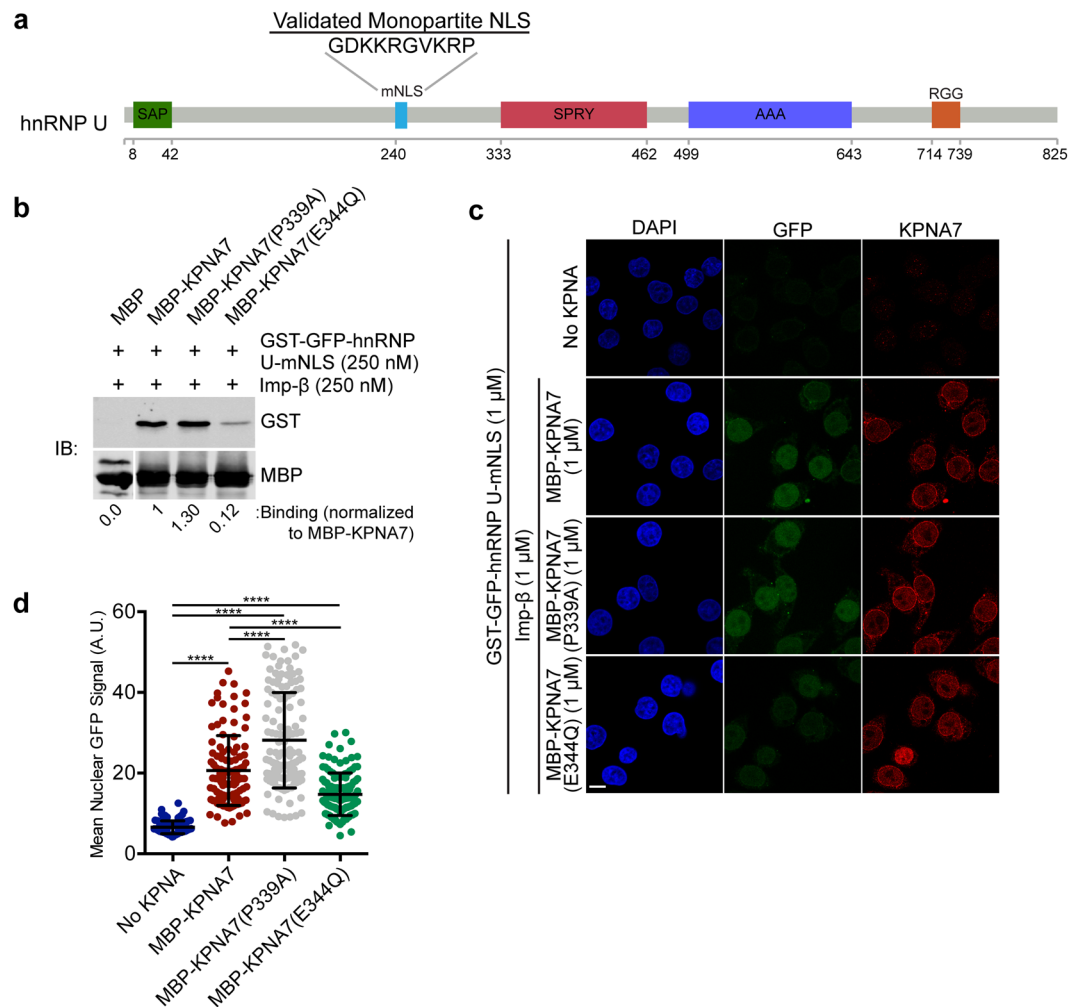 a
Validated Monopartite NLS
GDKKRGVKRP
mNLS
RGG
hnRNP U
SAP
SPRY
AAA
8
42
240
333
462
499
643
714
739
825
b
MBP
MBP-KPNA7
MBP-KPNA7(P339A)
MBP-KPNA7(E344Q)
+ + + + GST-GFP-hnRNP
U-mNLS (250 nM)
+ + + + Imp-β (250 nM)
IB:
GST
MBP
0.0
1
1.30
0.12
:Binding (normalized
to MBP-KPNA7)
c
DAPI
GFP
KPNA7
GST-GFP-hnRNP U-mNLS (1 µM)
Imp-β (1 µM)
No KPNA
MBP-KPNA7
(1 µM)
MBP-KPNA7
(P339A) (1 µM)
MBP-KPNA7
(E344Q) (1 µM)
d
Mean Nuclear GFP Signal (A.U.)
60
40
20
0
****
****
****
****
****
No KPNA
MBP-KPNA7
MBP-KPNA7(P339A)
MBP-KPNA7(E344Q)